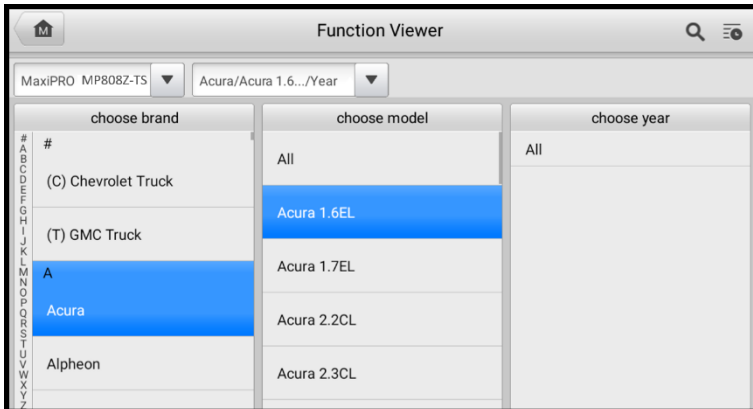 M
Function Viewer
MaxiPRO MP808Z-TS
Acura/Acura 1.6.../Year
choose brand
choose model
choose year
#
A
B
C
D
E
F
G
H
I
J
K
L
M
N
O
P
Q
R
S
T
U
V
W
X
Y
Z
#
(C) Chevrolet Truck
(T) GMC Truck
A
Acura
Alpheon
All
Acura 1.6EL
Acura 1.7EL
Acura 2.2CL
Acura 2.3CL
All